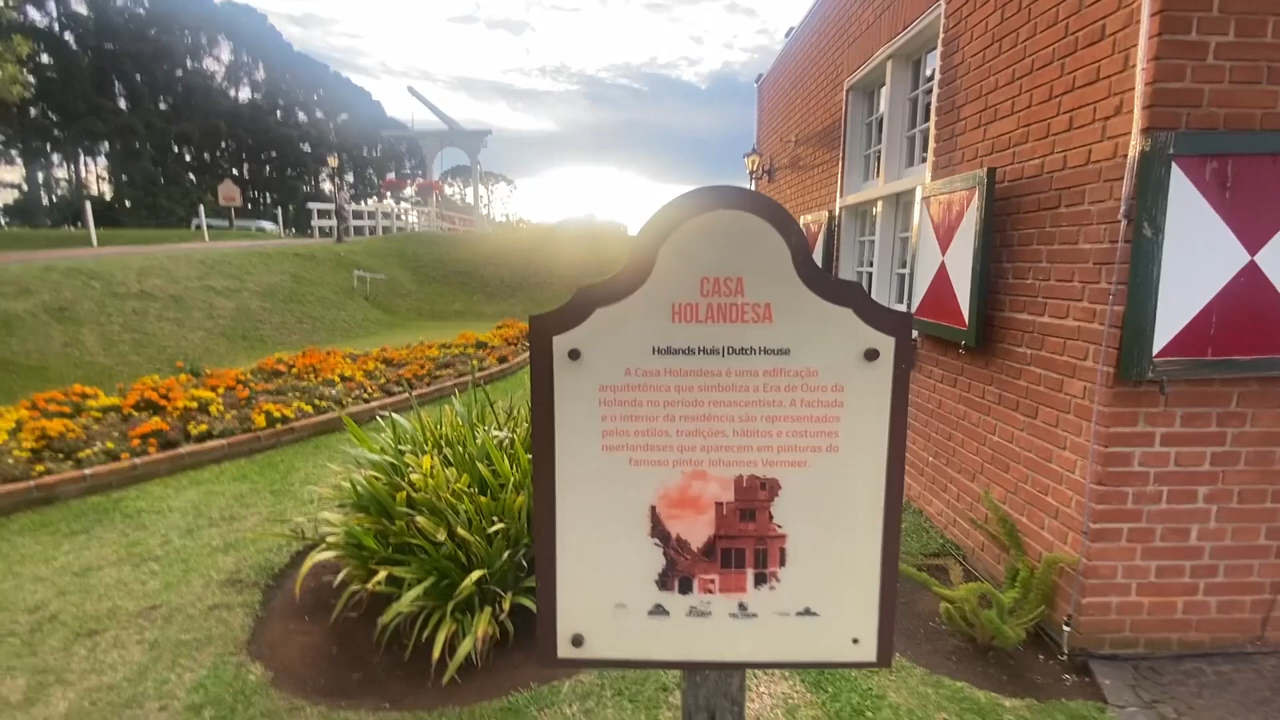 CASA
HOLANDESA
Hollands Huis | Dutch House
A Casa Holandesa é uma edificação
arquitetônica que simboliza a Era de Ouro da
Holanda no período renascentista. A fachada
e o interior da residência são representados
pelos estilos, tradições, hábitos e costumes
neerlandeses que aparecem em pinturas do
famoso pintor Johannes Vermeer.